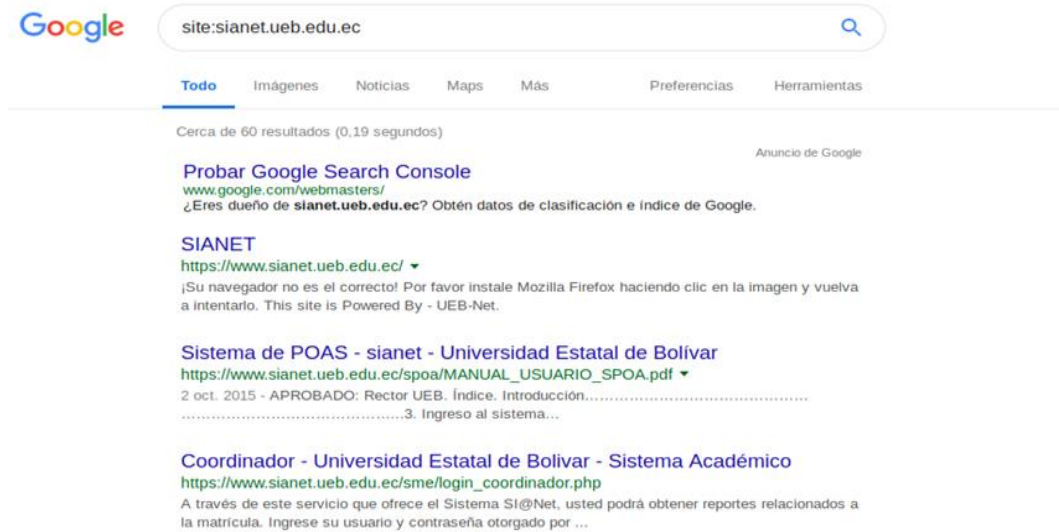 Google site:sianet.ueb.edu.ec
Todo Imágenes Noticias Maps Más Preferencias Herramientas
Cerca de 60 resultados (0,19 segundos)
Anuncio de Google
Probar Google Search Console
www.google.com/webmasters/
¿Eres dueño de sianet.ueb.edu.ec? Obtén datos de clasificación e índice de Google.
SIANET
https://www.sianet.ueb.edu.ec/
¡Su navegador no es el correcto! Por favor instale Mozilla Firefox haciendo clic en la imagen y vuelva
a intentarlo. This site is Powered By - UEB-Net.
Sistema de POAS - sianet - Universidad Estatal de Bolívar
https://www.sianet.ueb.edu.ec/spoa/MANUAL_USUARIO_SPOA.pdf
2 oct. 2015 - APROBADO: Rector UEB. Índice. Introducción………………………………………
…………………………………..3. Ingreso al sistema…
Coordinador - Universidad Estatal de Bolivar - Sistema Académico
https://www.sianet.ueb.edu.ec/sme/login_coordinador.php
A través de este servicio que ofrece el Sistema SI@Net, usted podrá obtener reportes relacionados a
la matrícula. Ingrese su usuario y contraseña otorgado por ...